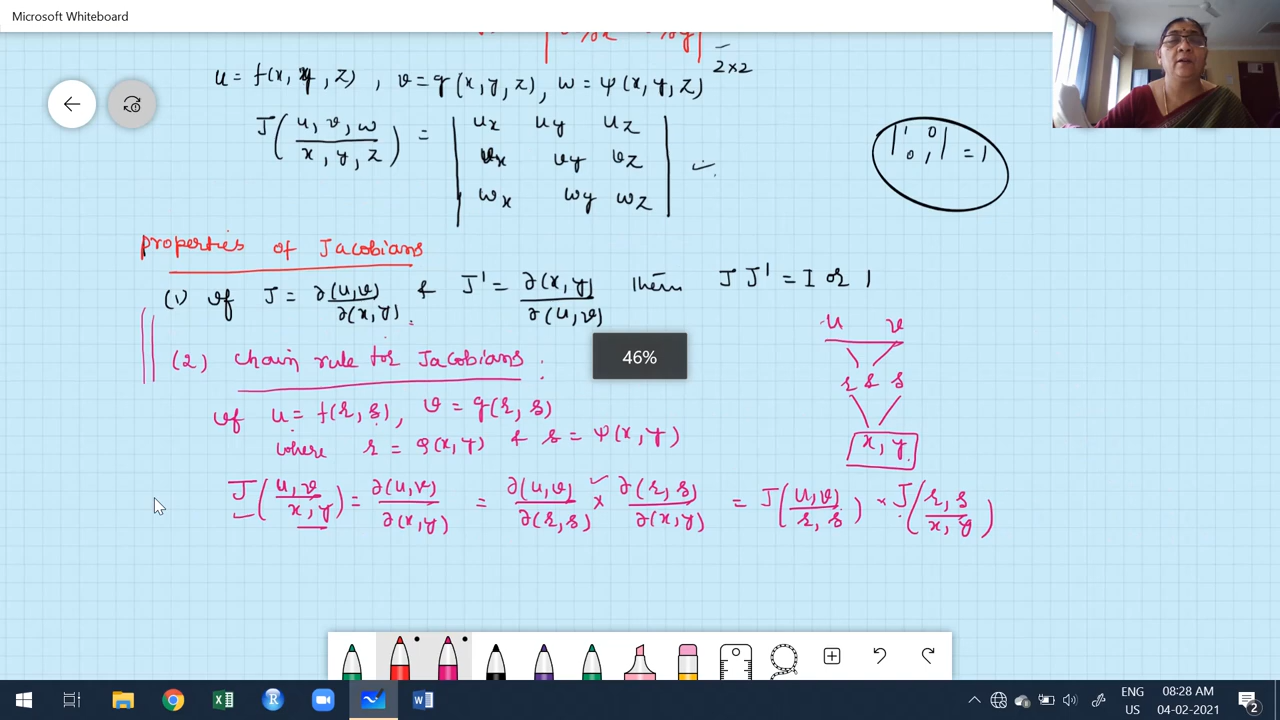 Microsoft Whiteboard
2×2
u = f(x, y, z), v = g(x, y, z), w = ψ(x, y, z)
J(u, v, w / x, y, z) = | ux uy uz |
| vx vy vz |
| wx wy wz |
| 1 0 |
| 0 1 | = 1
properties of Jacobians
(1) If J = ∂(u,v)/∂(x,y) & J' = ∂(x,y)/∂(u,v) then J J' = I or 1
u v
(2) chain rule for Jacobians :
46%
r & s
If u = f(r, s), v = g(r, s)
where r = φ(x, y) & s = ψ(x, y)
x, y
J(u, v / x, y) = ∂(u,v)/∂(x,y) = ∂(u,v)/∂(r,s) × ∂(r,s)/∂(x,y) = J(u,v / r,s) × J(r,s / x,y)
ENG
US
08:28 AM
04-02-2021
2